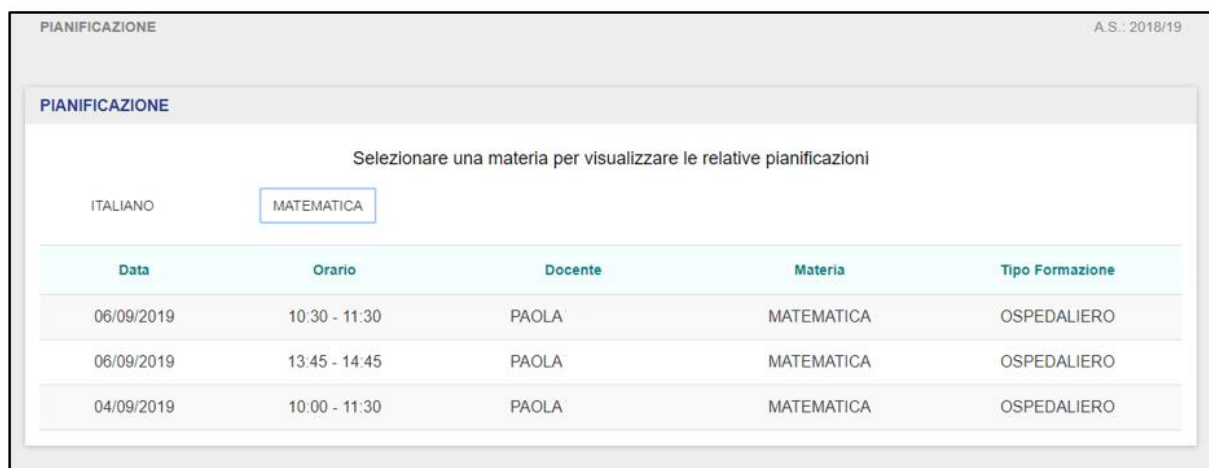 PIANIFICAZIONE A.S.: 2018/19
PIANIFICAZIONE
Selezionare una materia per visualizzare le relative pianificazioni
ITALIANO MATEMATICA
Data Orario Docente Materia Tipo Formazione
06/09/2019 10:30 - 11:30 PAOLA MATEMATICA OSPEDALIERO
06/09/2019 13:45 - 14:45 PAOLA MATEMATICA OSPEDALIERO
04/09/2019 10:00 - 11:30 PAOLA MATEMATICA OSPEDALIERO